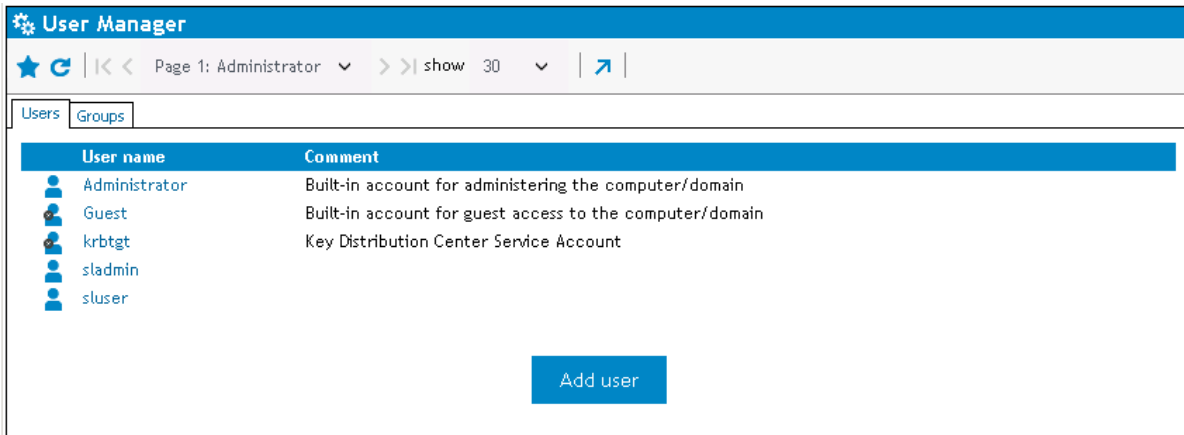 User Manager
Page 1: Administrator show 30
Users Groups
User name Comment
Administrator Built-in account for administering the computer/domain
Guest Built-in account for guest access to the computer/domain
krbtgt Key Distribution Center Service Account
sladmin
sluser
Add user